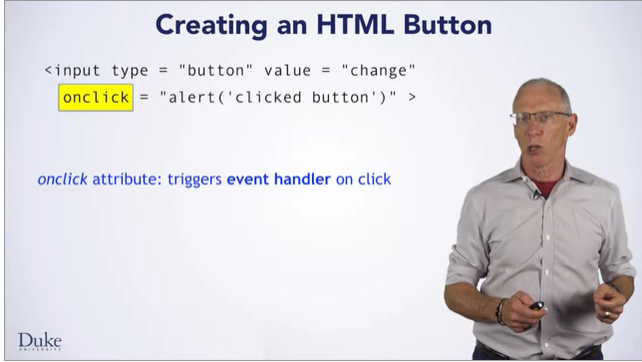 Creating an HTML Button
<input type = "button" value = "change"
onclick = "alert('clicked button')" >
onclick attribute: triggers event handler on click
Duke
UNIVERSITY